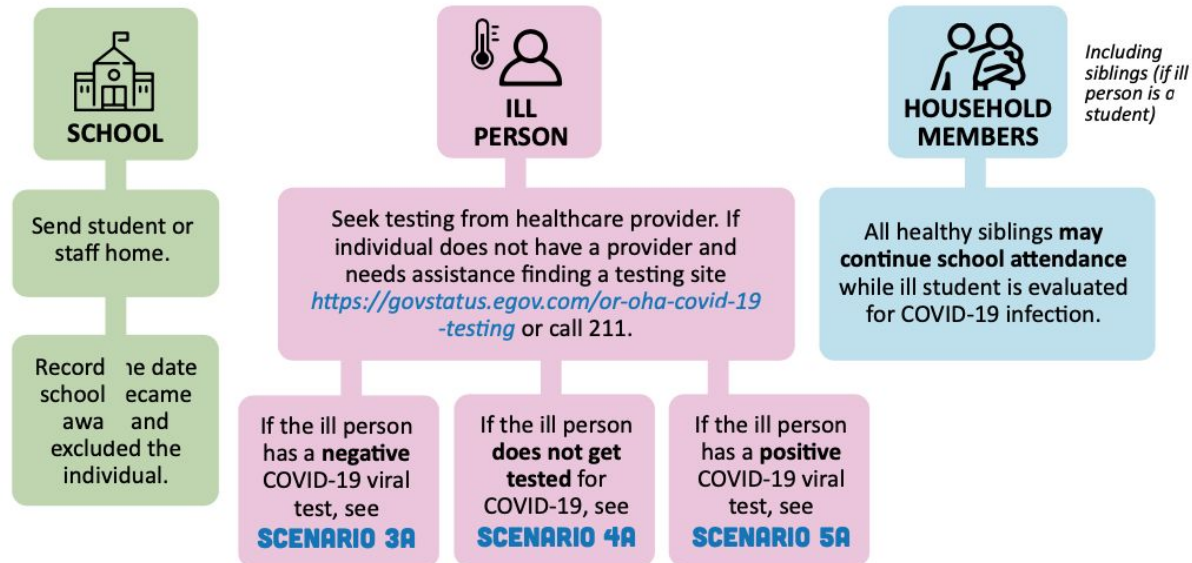 SCHOOL
Send student or
staff home.
Record he date
school ecame
awa and
excluded the
individual.
ILL
PERSON
Seek testing from healthcare provider. If
individual does not have a provider and
needs assistance finding a testing site
https://govstatus.egov.com/or-oha-covid-19
-testing or call 211.
If the ill person
has a negative
COVID-19 viral
test, see
SCENARIO 3A
If the ill person
does not get
tested for
COVID-19, see
SCENARIO 4A
If the ill person
has a positive
COVID-19 viral
test, see
SCENARIO 5A
HOUSEHOLD
MEMBERS
Including
siblings (if ill
person is a
student)
All healthy siblings may
continue school attendance
while ill student is evaluated
for COVID-19 infection.